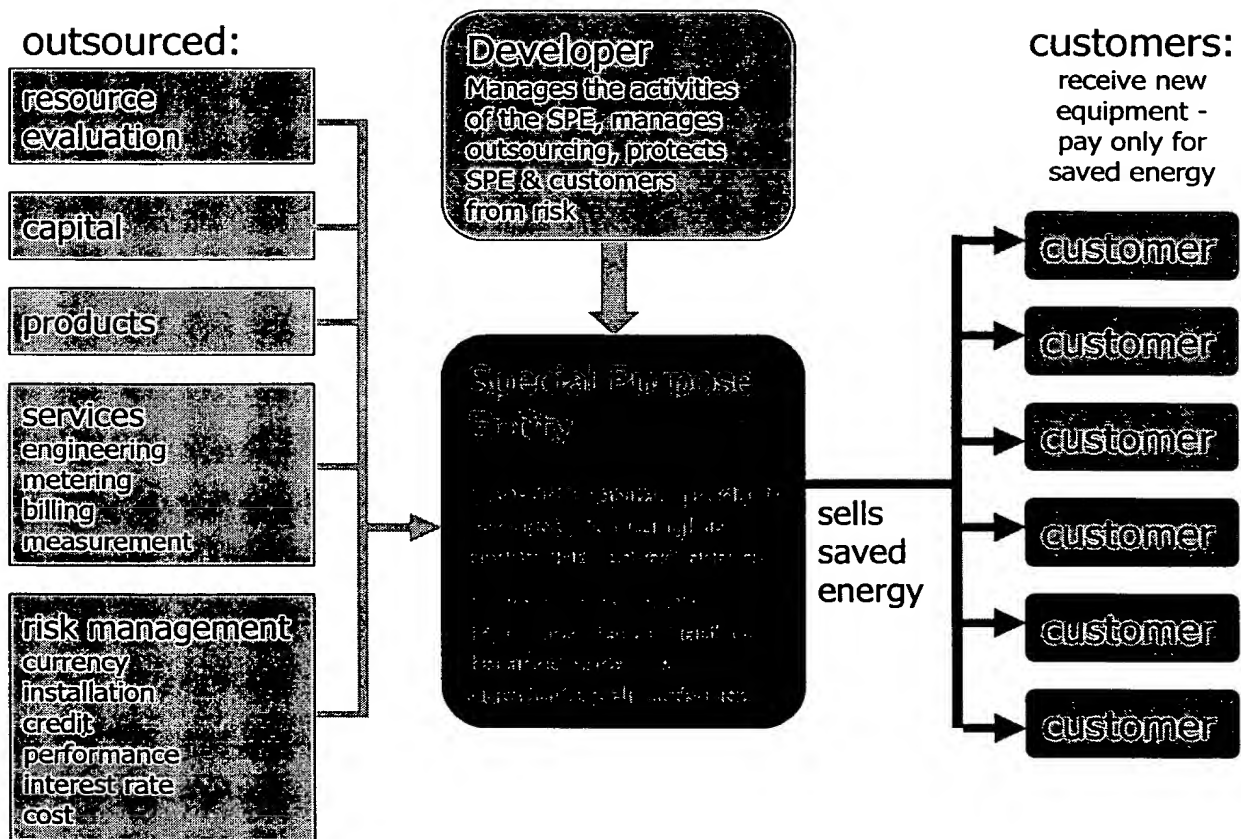 outsourced:
resource
evaluation
capital
products
services
engineering
metering
billing
measurement
risk management
currency
installation
credit
performance
interest rate
cost
Developer
Manages the activities
of the SPE, manages
outsourcing, protects
SPE & customers
from risk
Special Purpose
Entity
sells
saved
energy
customers:
receive new
equipment -
pay only for
saved energy
customer
customer
customer
customer
customer
customer